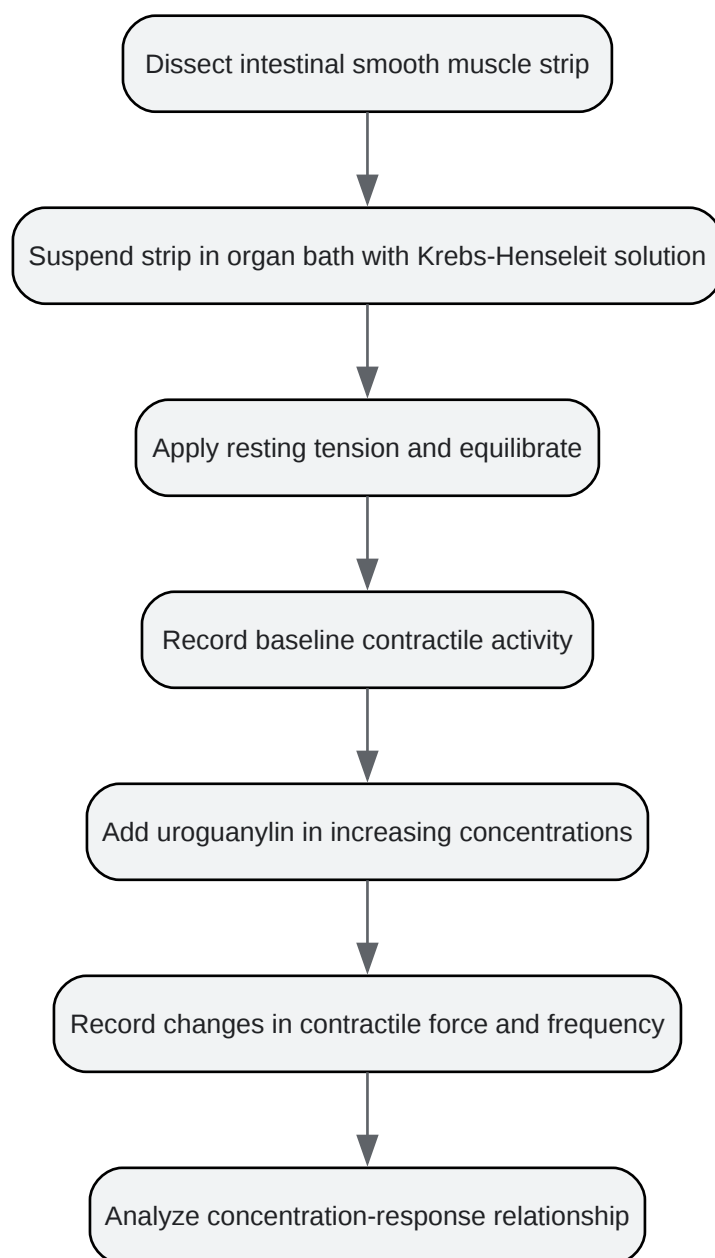 Dissect intestinal smooth muscle strip
Suspend strip in organ bath with Krebs-Henseleit solution
Apply resting tension and equilibrate
Record baseline contractile activity
Add uroguanylin in increasing concentrations
Record changes in contractile force and frequency
Analyze concentration-response relationship